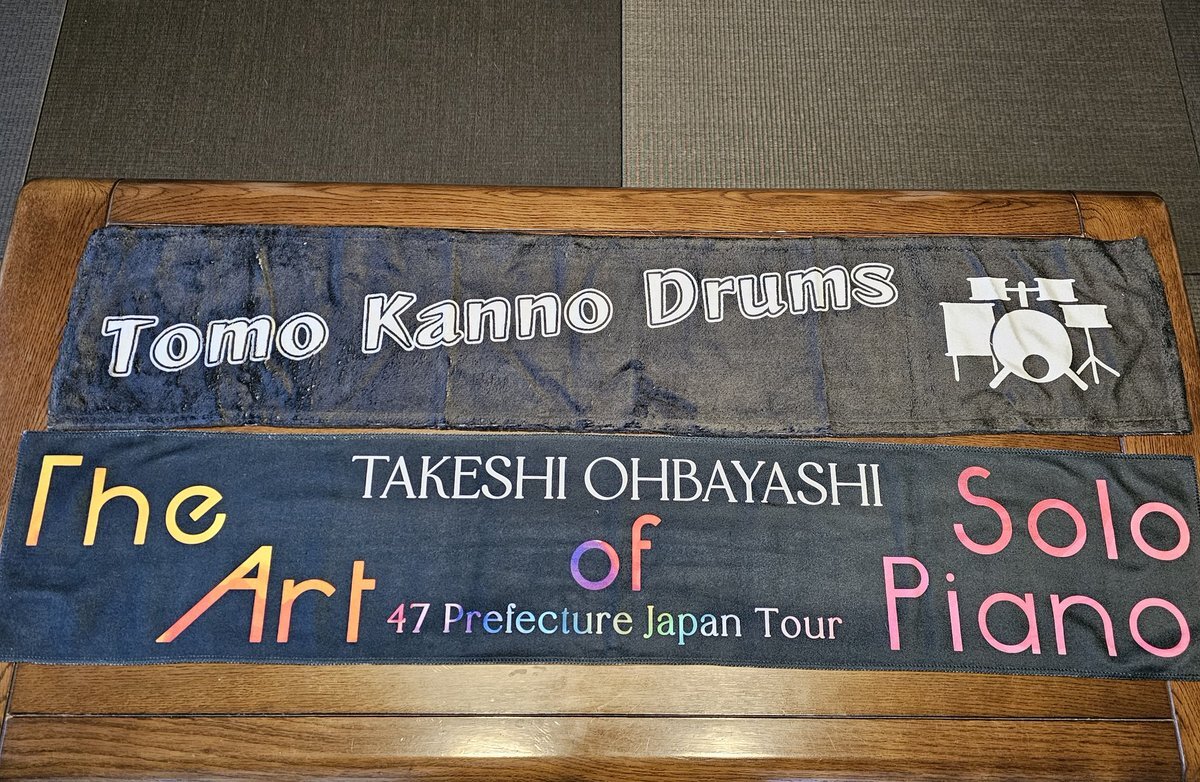 Tomo Kanno Drums
TAKESHI OHBAYASHI
The Art of Solo Piano
47 Prefecture Japan Tour